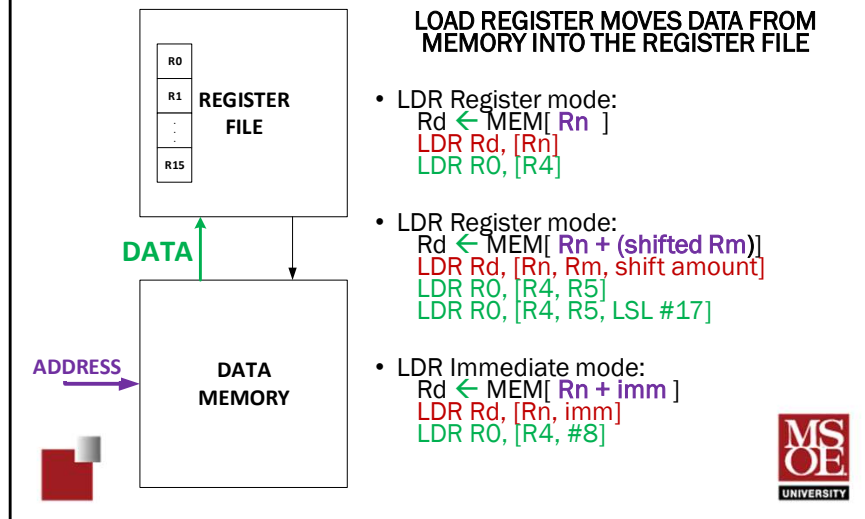 LOAD REGISTER MOVES DATA FROM
MEMORY INTO THE REGISTER FILE
R0
R1
.
.
.
R15
REGISTER
FILE
DATA
ADDRESS
DATA
MEMORY
• LDR Register mode:
Rd ← MEM[ Rn ]
LDR Rd, [Rn]
LDR R0, [R4]
• LDR Register mode:
Rd ← MEM[ Rn + (shifted Rm)]
LDR Rd, [Rn, Rm, shift amount]
LDR R0, [R4, R5]
LDR R0, [R4, R5, LSL #17]
• LDR Immediate mode:
Rd ← MEM[ Rn + imm ]
LDR Rd, [Rn, imm]
LDR R0, [R4, #8]
MS
OE
UNIVERSITY